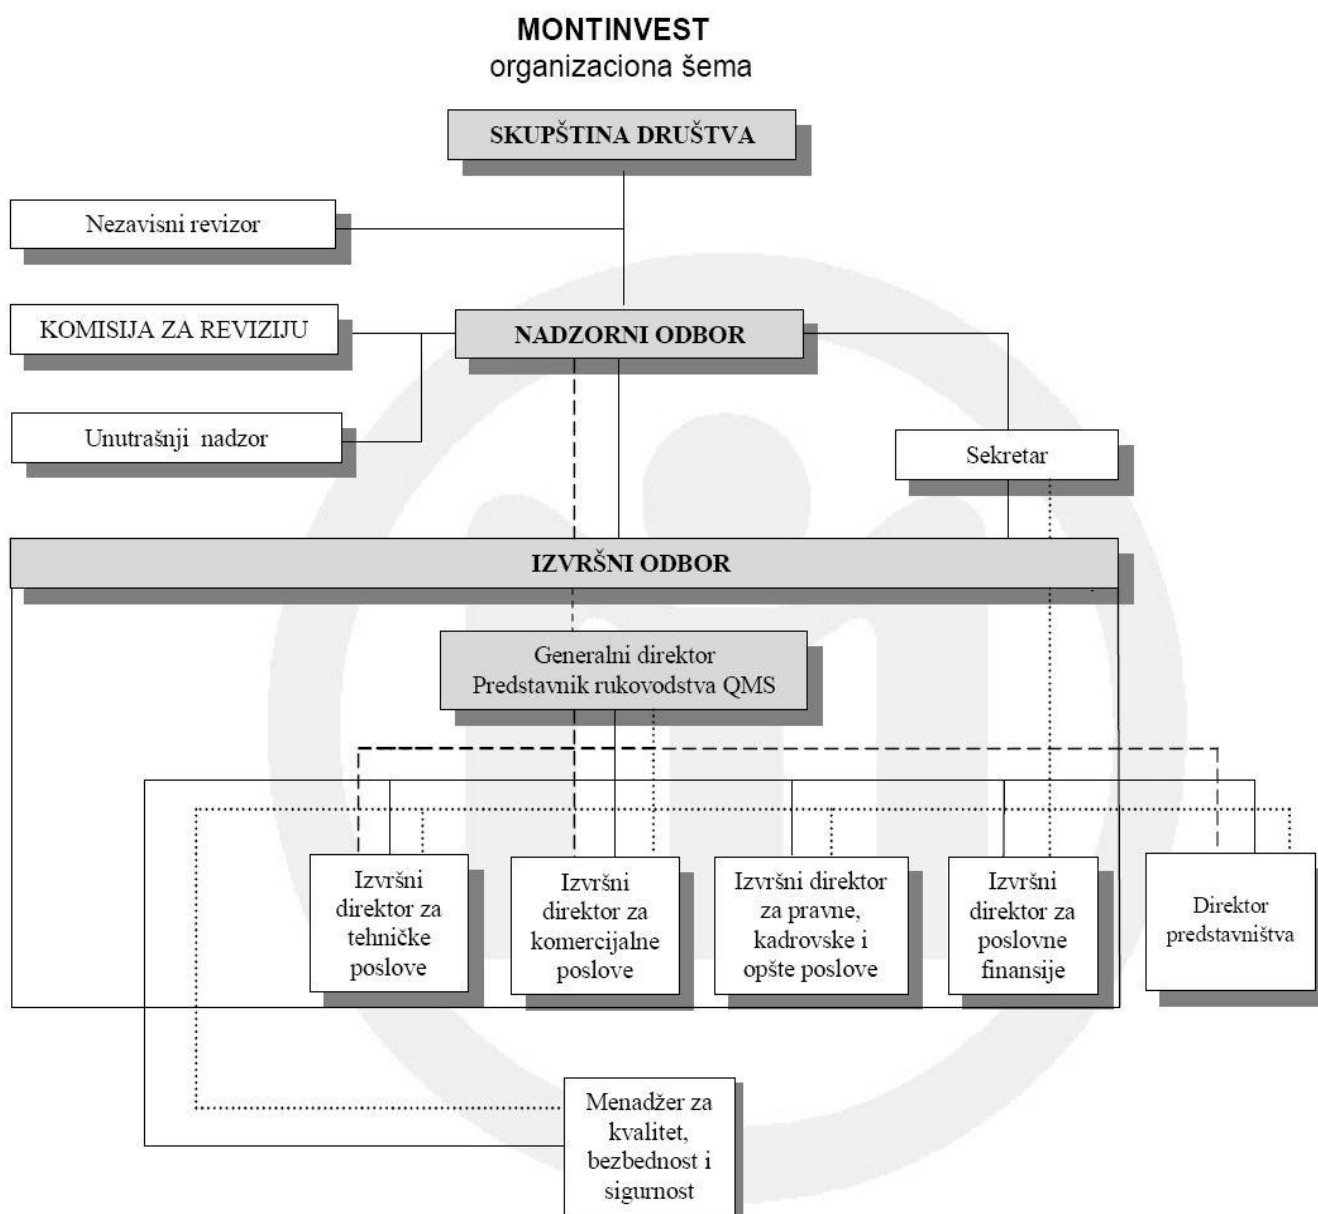 MONTINVEST
organizaciona šema
SKUPŠTINA DRUŠTVA
Nezavisni revizor
KOMISIJA ZA REVIZIJU
NADZORNI ODBOR
Unutrašnji nadzor
Sekretar
IZVRŠNI ODBOR
Generalni direktor
Predstavnik rukovodstva QMS
Izvršni
direktor za
tehničke
poslove
Izvršni
direktor za
komercijalne
poslove
Izvršni direktor
za pravne,
kadrovske i
opšte poslove
Izvršni
direktor za
poslovne
finansije
Direktor
predstavništva
Menadžer za
kvalitet,
bezbednost i
sigurnost